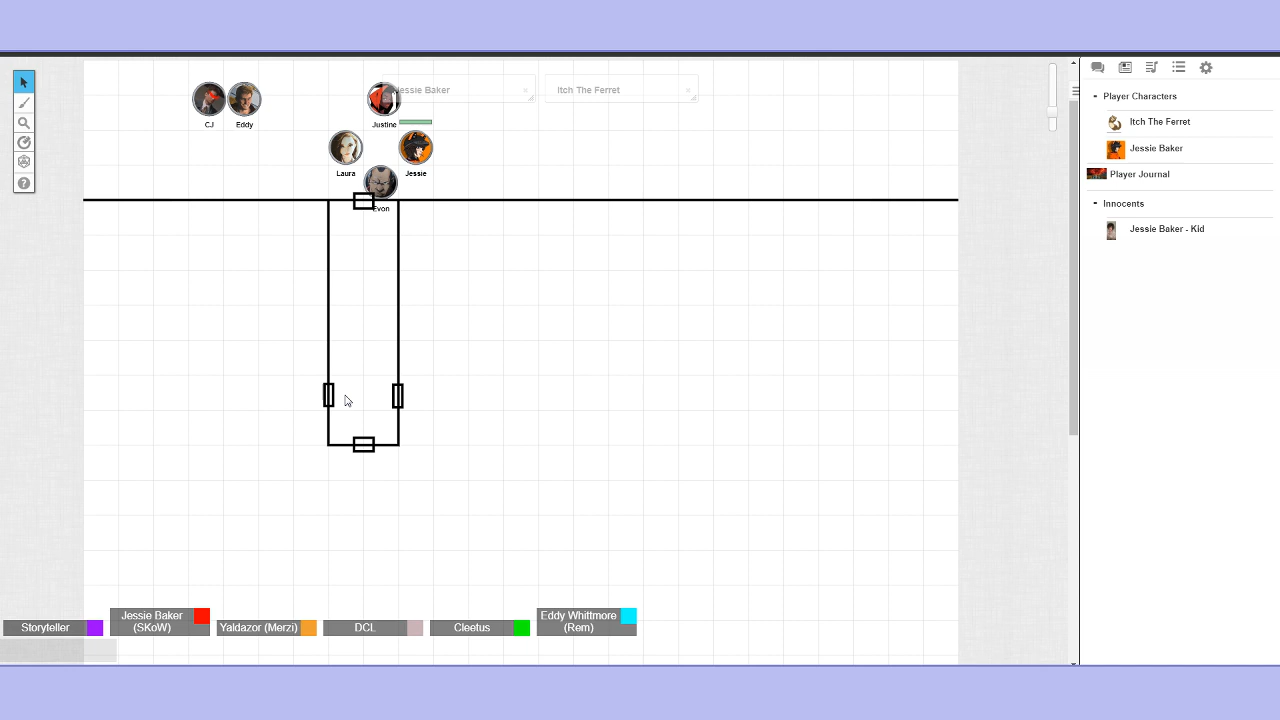 Jessie Baker
Itch The Ferret
CJ
Eddy
Justine
Laura
Jessie
Evon
Player Characters
Itch The Ferret
Jessie Baker
Player Journal
Innocents
Jessie Baker - Kid
Storyteller
Jessie Baker
(SKoW)
Yaldazor (Merzi)
DCL
Cleetus
Eddy Whittmore
(Rem)